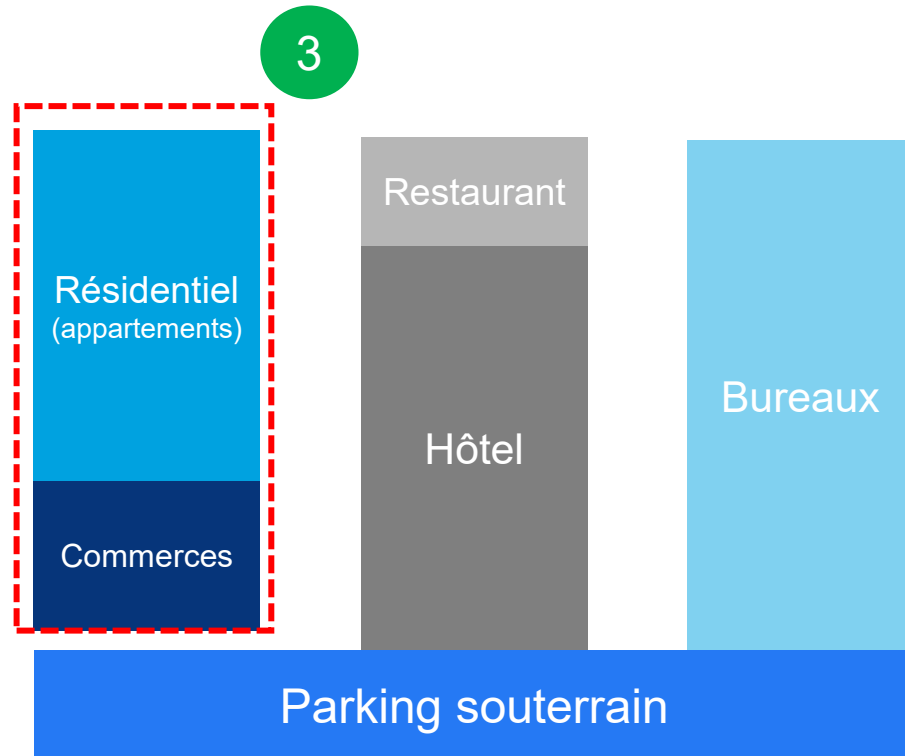 3
Restaurant
Résidentiel
(appartements)
Bureaux
Hôtel
Commerces
Parking souterrain